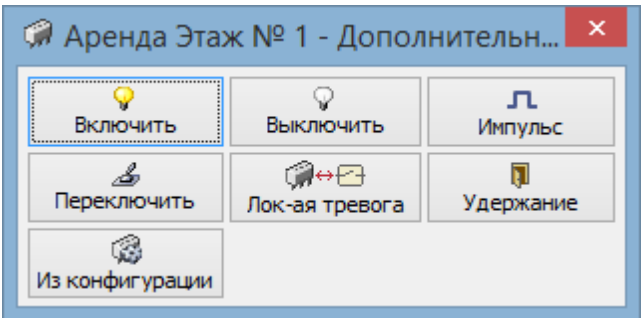 Аренда Этаж № 1 - Дополнительн...
Включить
Выключить
Импульс
Переключить
Лок-ая тревога
Удержание
Из конфигурации